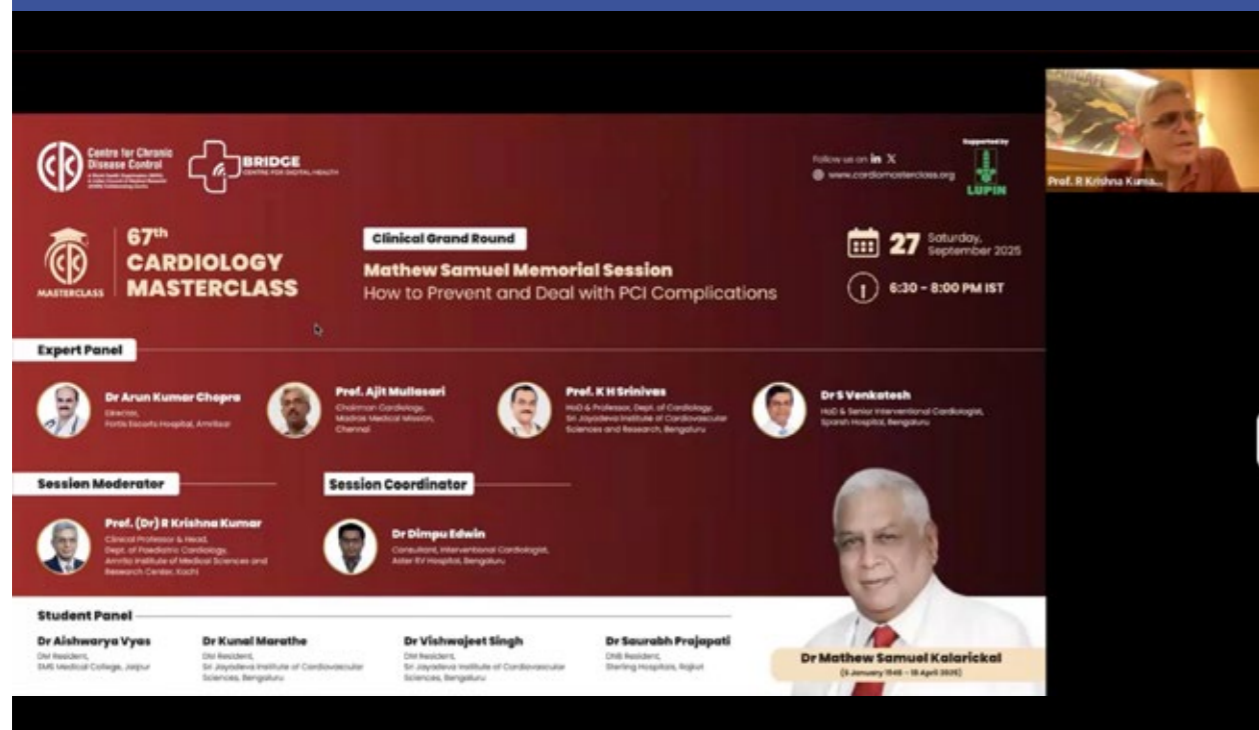 Centre for Chronic
Disease Control
BRIDGE
CENTRE FOR DIGITAL HEALTH
Follow us on in X
www.cardiomasterclass.org
Supported by
LUPIN
Prof. R Krishna Kuma...
MASTERCLASS
67th
CARDIOLOGY
MASTERCLASS
Clinical Grand Round
Mathew Samuel Memorial Session
How to Prevent and Deal with PCI Complications
27 Saturday,
September 2025
6:30 – 8:00 PM IST
Expert Panel
Dr Arun Kumar Chopra
Director,
Fortis Escorts Hospital, Amritsar
Prof. Ajit Mullasari
Chairman Cardiology,
Madras Medical Mission,
Chennai
Prof. K H Srinivas
HoD & Professor, Dept. of Cardiology,
Sri Jayadeva Institute of Cardiovascular
Sciences and Research, Bengaluru
Dr S Venkatesh
HoD & Senior Interventional Cardiologist,
Sparsh Hospital, Bengaluru
Session Moderator
Prof. (Dr) R Krishna Kumar
Clinical Professor & Head,
Dept. of Paediatric Cardiology,
Amrita Institute of Medical Sciences and
Research Center, Kochi
Session Coordinator
Dr Dimpu Edwin
Consultant, Interventional Cardiologist,
Aster RV Hospital, Bengaluru
Student Panel
Dr Aishwarya Vyas
DM Resident,
SMS Medical College, Jaipur
Dr Kunal Marathe
DM Resident,
Sri Jayadeva Institute of Cardiovascular
Sciences, Bengaluru
Dr Vishwajeet Singh
DM Resident,
Sri Jayadeva Institute of Cardiovascular
Sciences, Bengaluru
Dr Saurabh Prajapati
DNB Resident,
Sterling Hospitals, Rajkot
Dr Mathew Samuel Kalarickal